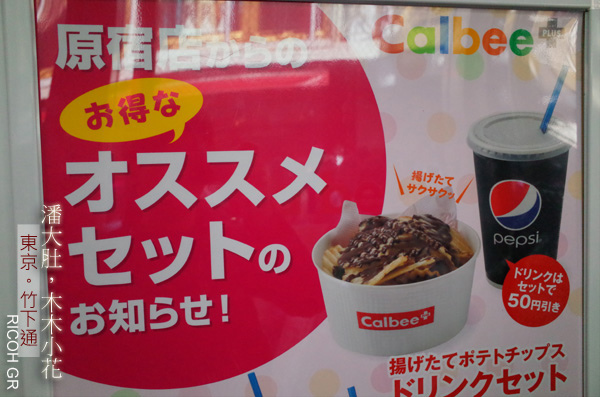 原宿店からの
お得な
オススメ
セットの
お知らせ!
Calbee PLUS
揚げたて
サクサクッ
pepsi
Calbee
ドリンクは
セットで
50円引き
揚げたてポテトチップス
ドリンクセット
潘大肚,木木小花
東京。竹下通
RICOH GR